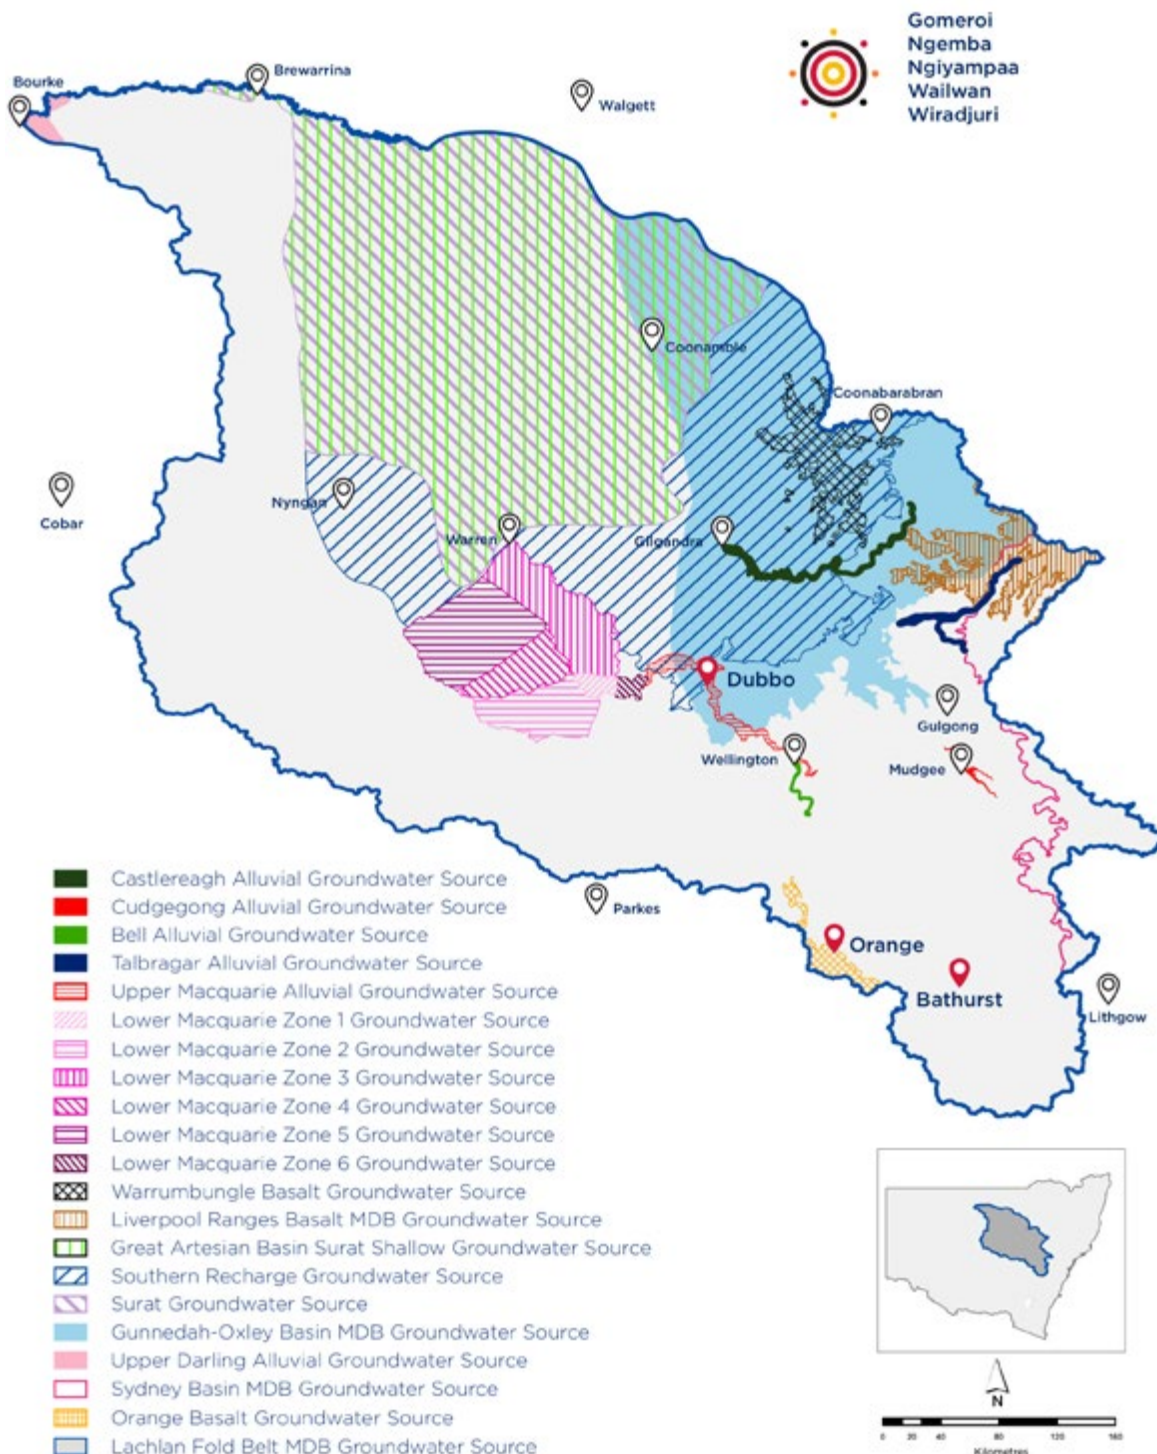 Gomeroi
Ngemba
Ngiyampaa
Wailwan
Wiradjuri
Bourke
Brewarrina
Walgett
Coonamble
Coonabarabran
Nyngan
Cobar
Warren
Gilgandra
Dubbo
Gulgong
Wellington
Mudgee
Parkes
Orange
Bathurst
Lithgow
Castlereagh Alluvial Groundwater Source
Cudgegong Alluvial Groundwater Source
Bell Alluvial Groundwater Source
Talbragar Alluvial Groundwater Source
Upper Macquarie Alluvial Groundwater Source
Lower Macquarie Zone 1 Groundwater Source
Lower Macquarie Zone 2 Groundwater Source
Lower Macquarie Zone 3 Groundwater Source
Lower Macquarie Zone 4 Groundwater Source
Lower Macquarie Zone 5 Groundwater Source
Lower Macquarie Zone 6 Groundwater Source
Warrumbungle Basalt Groundwater Source
Liverpool Ranges Basalt MDB Groundwater Source
Great Artesian Basin Surat Shallow Groundwater Source
Southern Recharge Groundwater Source
Surat Groundwater Source
Gunnedah-Oxley Basin MDB Groundwater Source
Upper Darling Alluvial Groundwater Source
Sydney Basin MDB Groundwater Source
Orange Basalt Groundwater Source
Lachlan Fold Belt MDB Groundwater Source
N
0 20 40 80 120 160
Kilometres